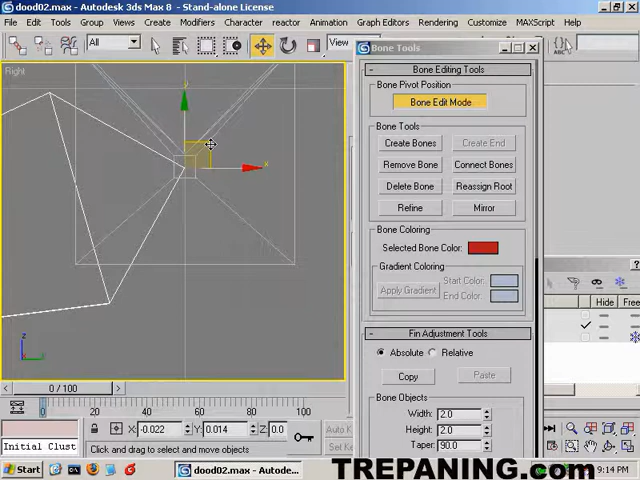 dood02.max - Autodesk 3ds Max 8 - Stand-alone License
File Edit Tools Group Views Create Modifiers Character reactor Animation Graph Editors Rendering Customize MAXScript Help
All
View
Bone Tools
Right
Bone Editing Tools
Bone Pivot Position
Bone Edit Mode
Bone Tools
Create Bones Create End
Remove Bone Connect Bones
Delete Bone Reassign Root
Refine Mirror
Bone Coloring
Selected Bone Color:
Gradient Coloring
Apply Gradient Start Color:
End Color:
Hide Free
Fin Adjustment Tools
Absolute Relative
Copy Paste
Bone Objects
Width: 2.0
Height: 2.0
Taper: 90.0
y
x
z
x
0 / 100
0 20 40 60 80 100
X: -0.022 Y: 0.014 Z: 0.0
Auto K
Set Ke
Initial Clust
Click and drag to select and move objects
Start
dood02.max - Autod...
9:14 PM
TREPANING.com